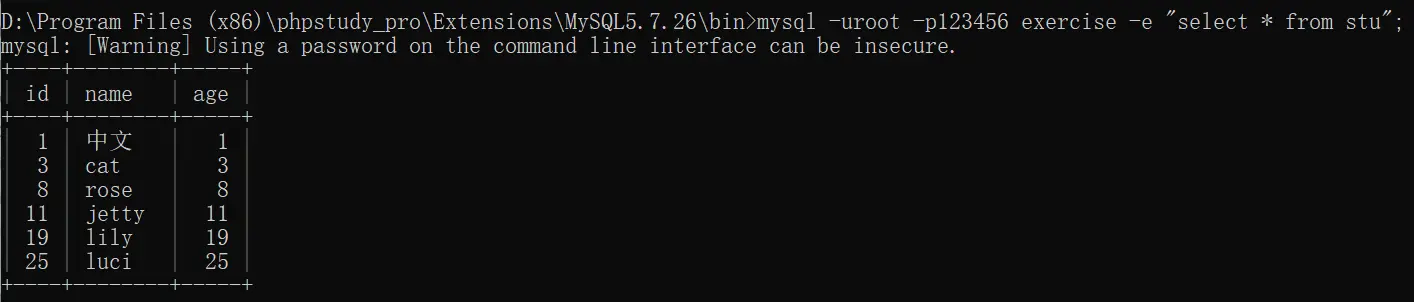 D:\Program Files (x86)\phpstudy_pro\Extensions\MySQL5.7.26\bin>mysql -uroot -p123456 exercise -e "select * from stu";
mysql: [Warning] Using a password on the command line interface can be insecure.
+----+--------+-----+
| id | name   | age |
+----+--------+-----+
|  1 | 中文   |   1 |
|  3 | cat    |   3 |
|  8 | rose   |   8 |
| 11 | jetty  |  11 |
| 19 | lily   |  19 |
| 25 | luci   |  25 |
+----+--------+-----+